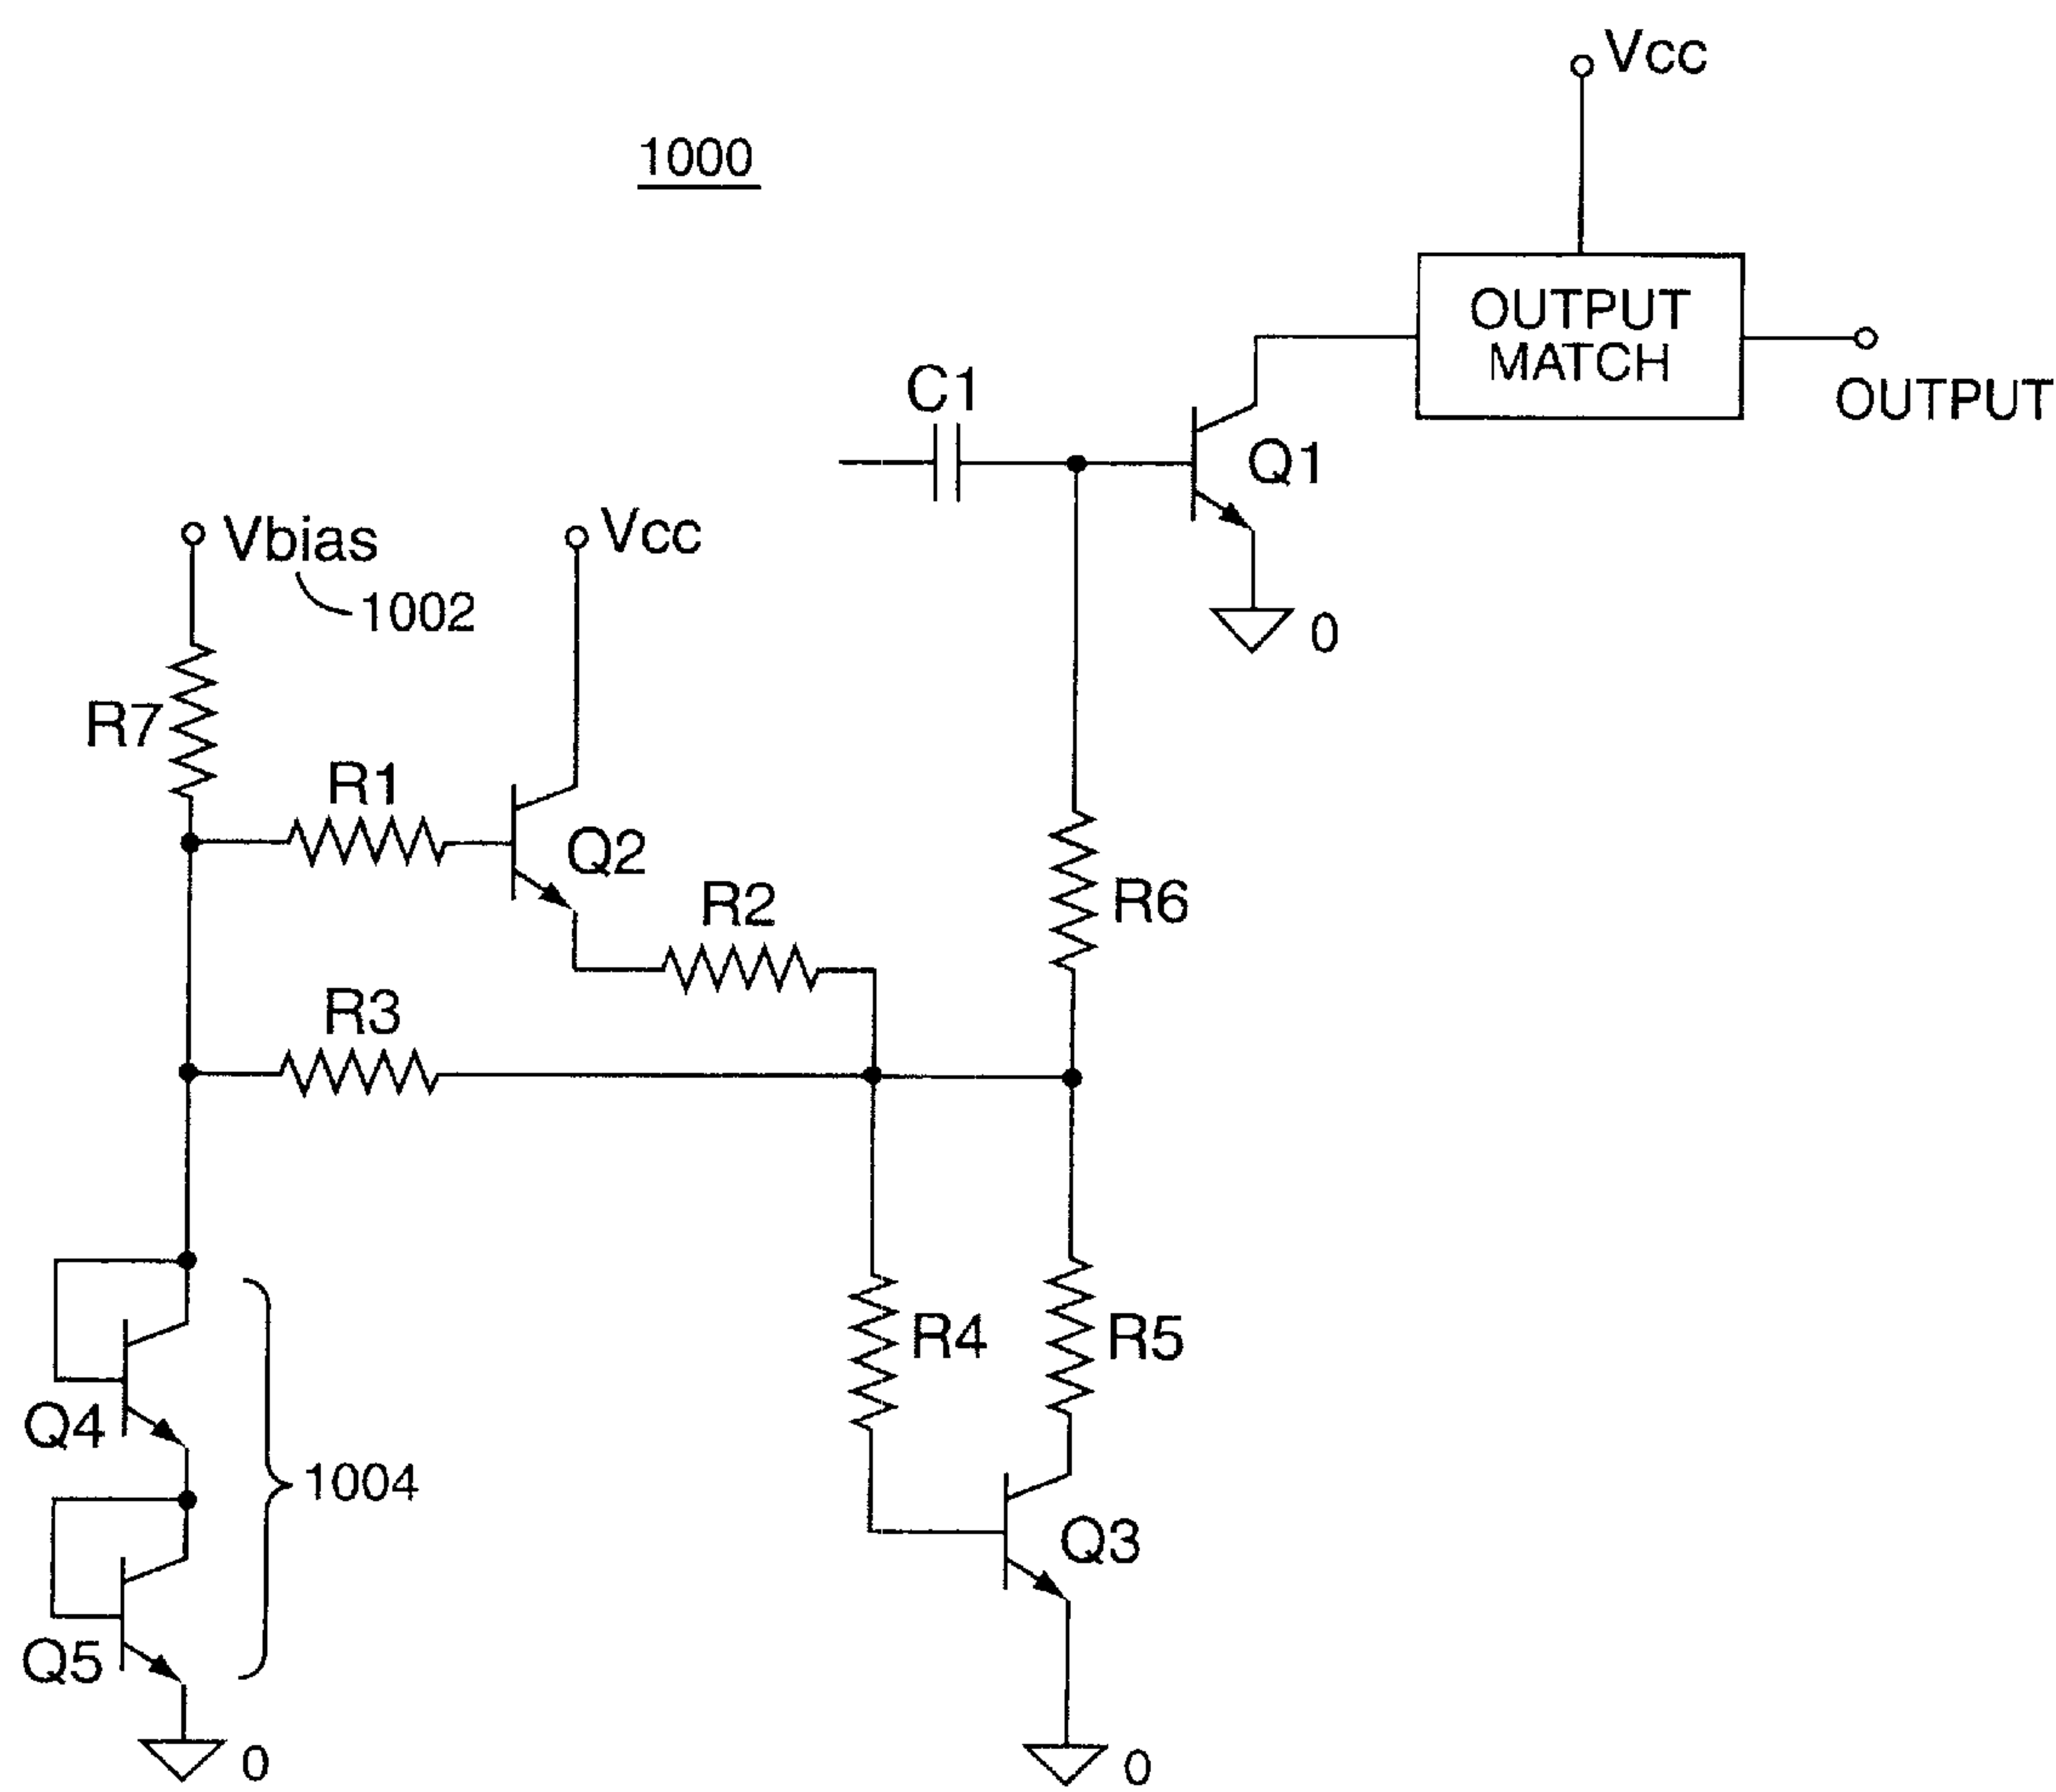 Vcc
1000
OUTPUT
MATCH
C1
OUTPUT
Q1
Vbias
Vcc
1002
0
R7
R1
Q2
R2
R6
R3
R4
R5
Q4
1004
Q3
Q5
0
0